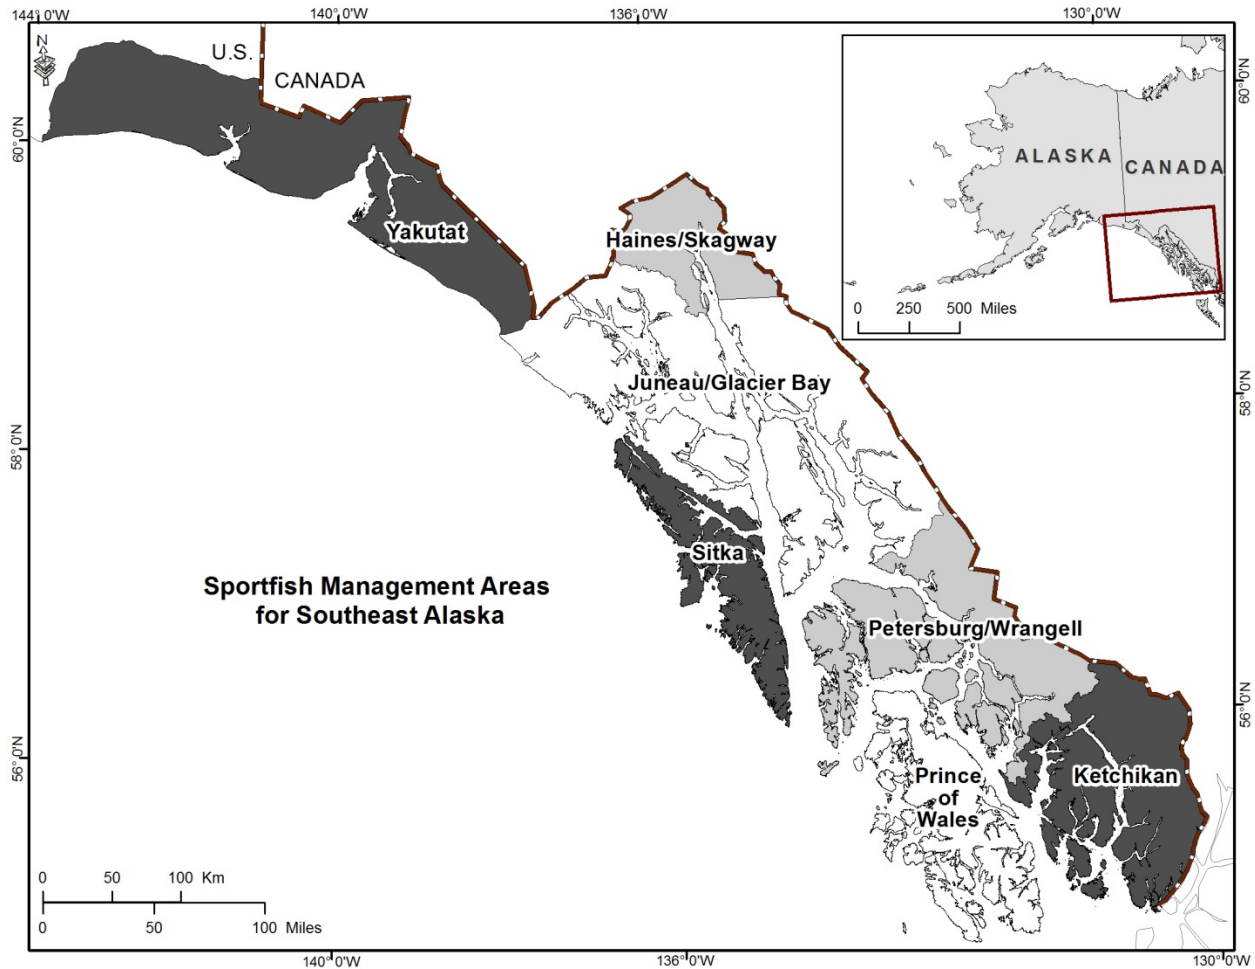 144°0'W
140°0'W
136°0'W
130°0'W
N
U.S.
CANADA
60°0'N
60°0'N
ALASKA
CANADA
Yakutat
Haines/Skagway
0 250 500 Miles
Juneau/Glacier Bay
58°0'N
58°0'N
Sitka
Sportfish Management Areas
for Southeast Alaska
Petersburg/Wrangell
56°0'N
56°0'N
Prince
of
Wales
Ketchikan
0 50 100 Km
0 50 100 Miles
140°0'W
136°0'W
130°0'W